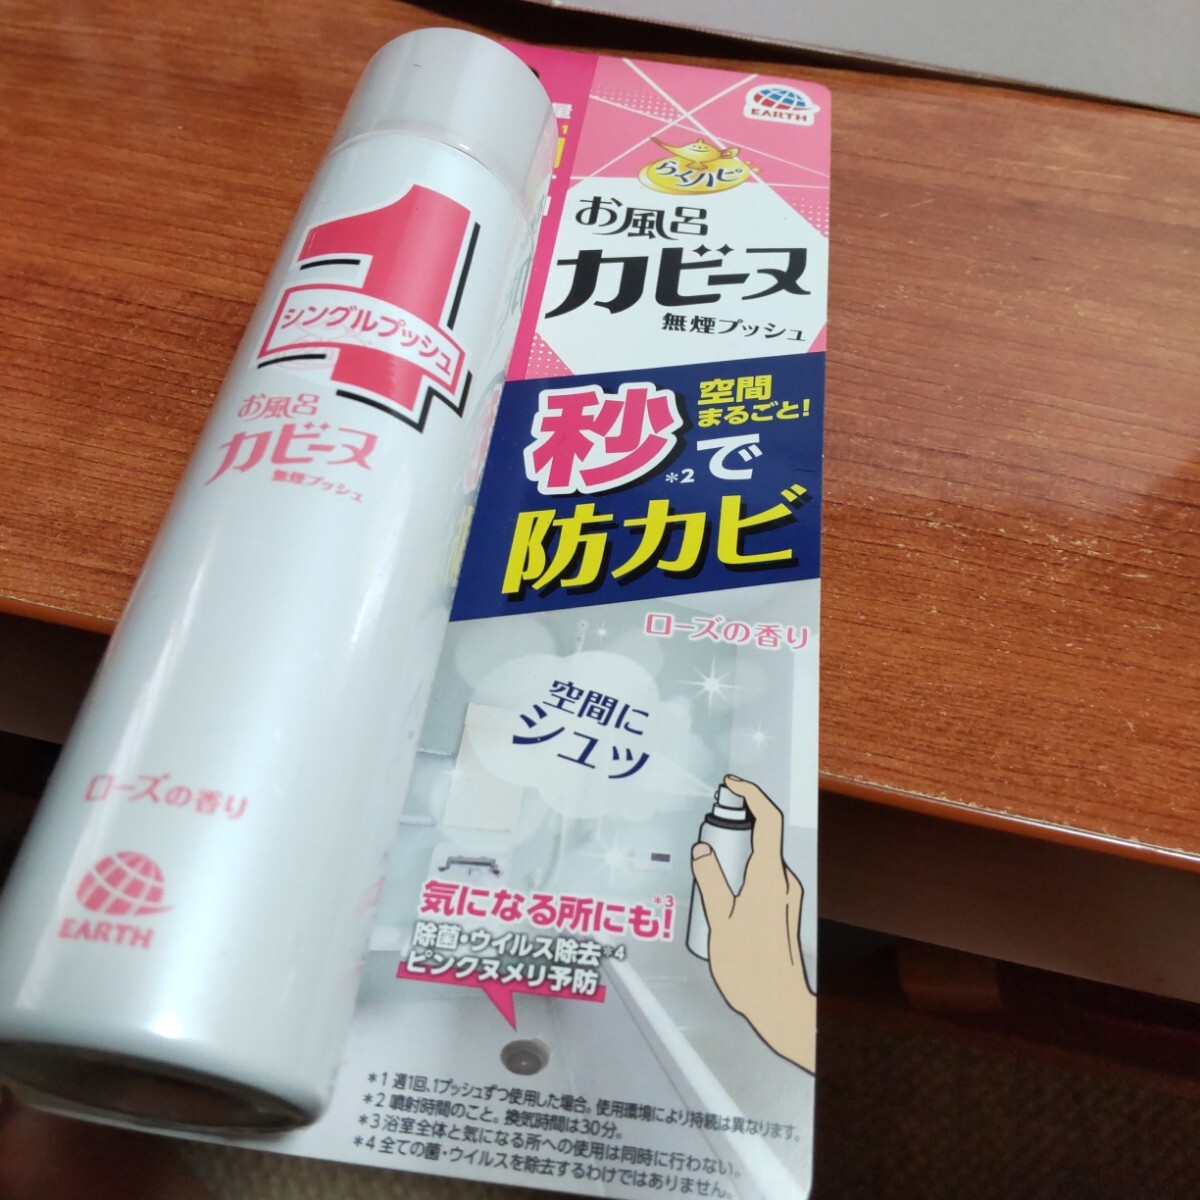 1
シングルプッシュ
お風呂
カビーヌ
無煙プッシュ
ローズの香り
EARTH
EARTH
らくハピ
お風呂
カビーヌ
無煙プッシュ
空間
まるごと!
秒*2で
防カビ
ローズの香り
空間に
シュッ
気になる所にも!*3
除菌・ウイルス除去*4
ピンクヌメリ予防
*1 週1回、1プッシュずつ使用した場合。使用環境により持続は異なります。
*2 噴射時間のこと。換気時間は30分。
*3 浴室全体と気になる所への使用は同時に行わない。
*4 全ての菌・ウイルスを除去するわけではありません。